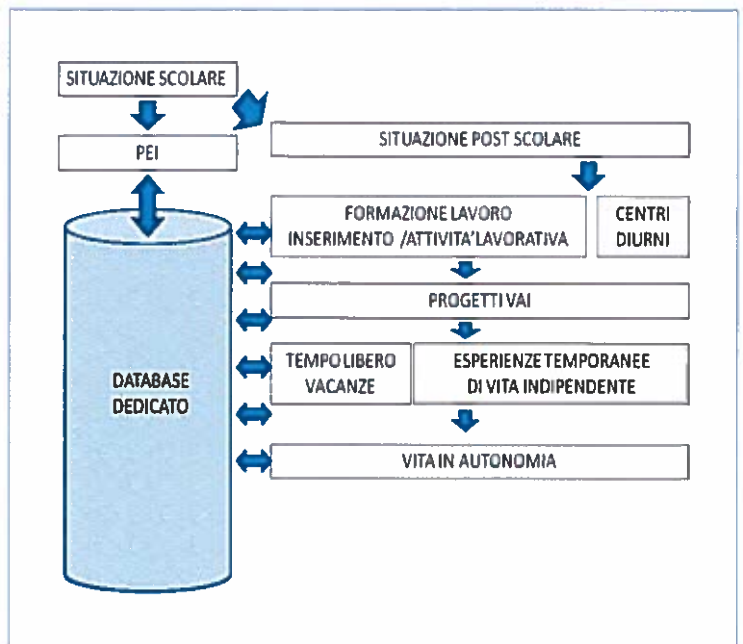 SITUAZIONE SCOLARE
PEI
SITUAZIONE POST SCOLARE
FORMAZIONE LAVORO
INSERIMENTO /ATTIVITA'LAVORATIVA
CENTRI
DIURNI
PROGETTI VAI
TEMPO LIBERO
VACANZE
ESPERIENZE TEMPORANEE
DI VITA INDIPENDENTE
DATABASE
DEDICATO
VITA IN AUTONOMIA